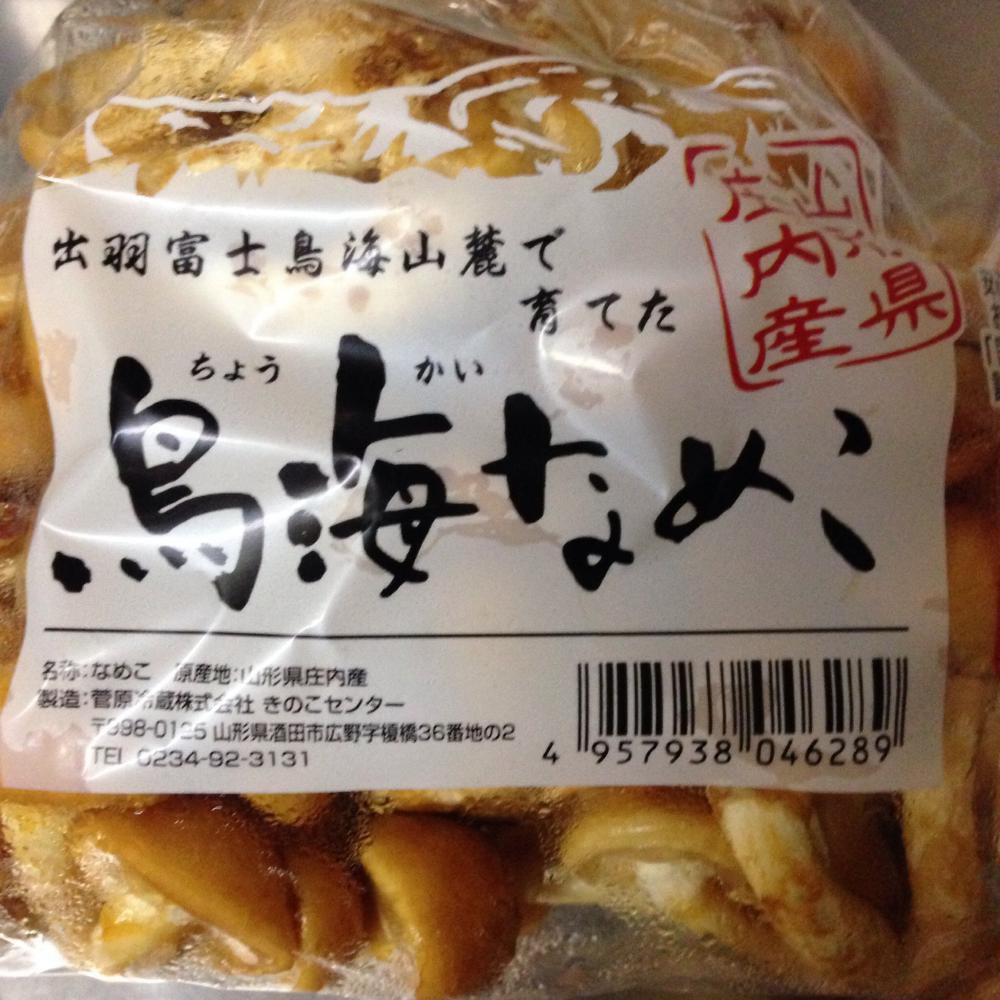 出羽富士鳥海山麓で
育てた
ちょう かい
鳥海なめこ
山形県
庄内産
名称:なめこ 原産地:山形県庄内産
製造:菅原冷蔵株式会社 きのこセンター
〒998-0125 山形県酒田市広野字榎橋36番地の2
TEL 0234-92-3131
4 957938 046289